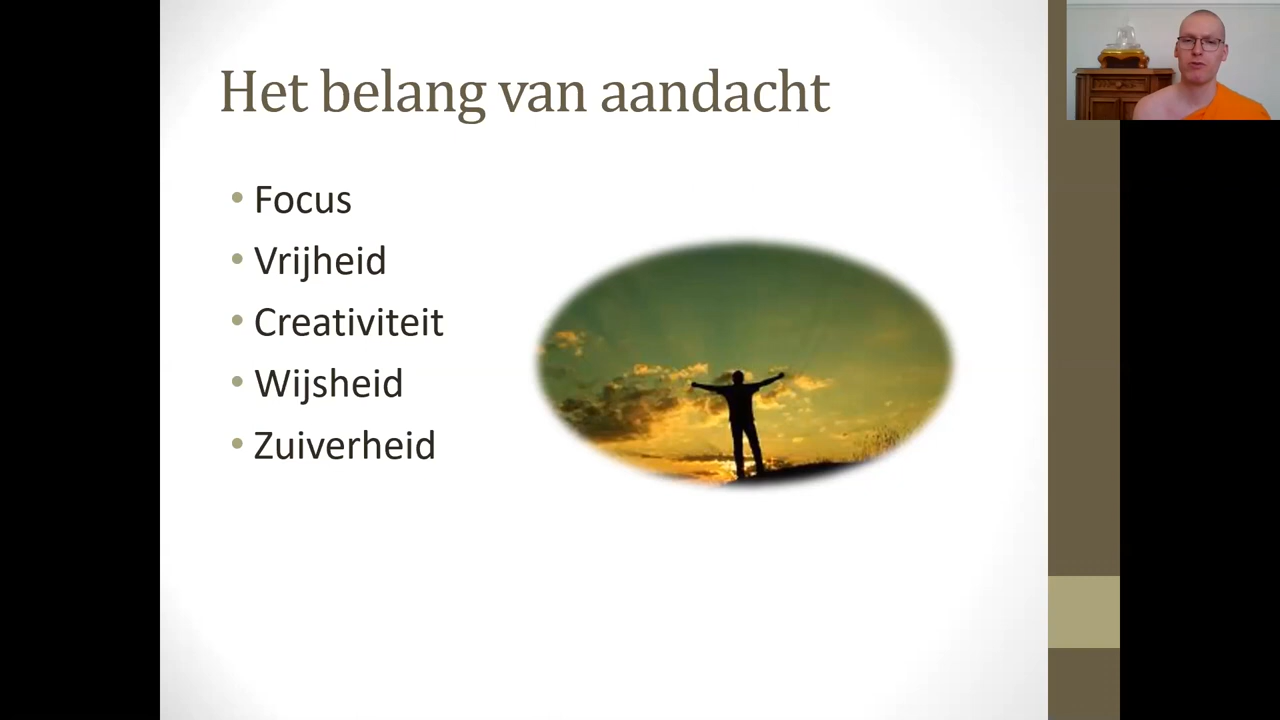 Het belang van aandacht
• Focus
• Vrijheid
• Creativiteit
• Wijsheid
• Zuiverheid